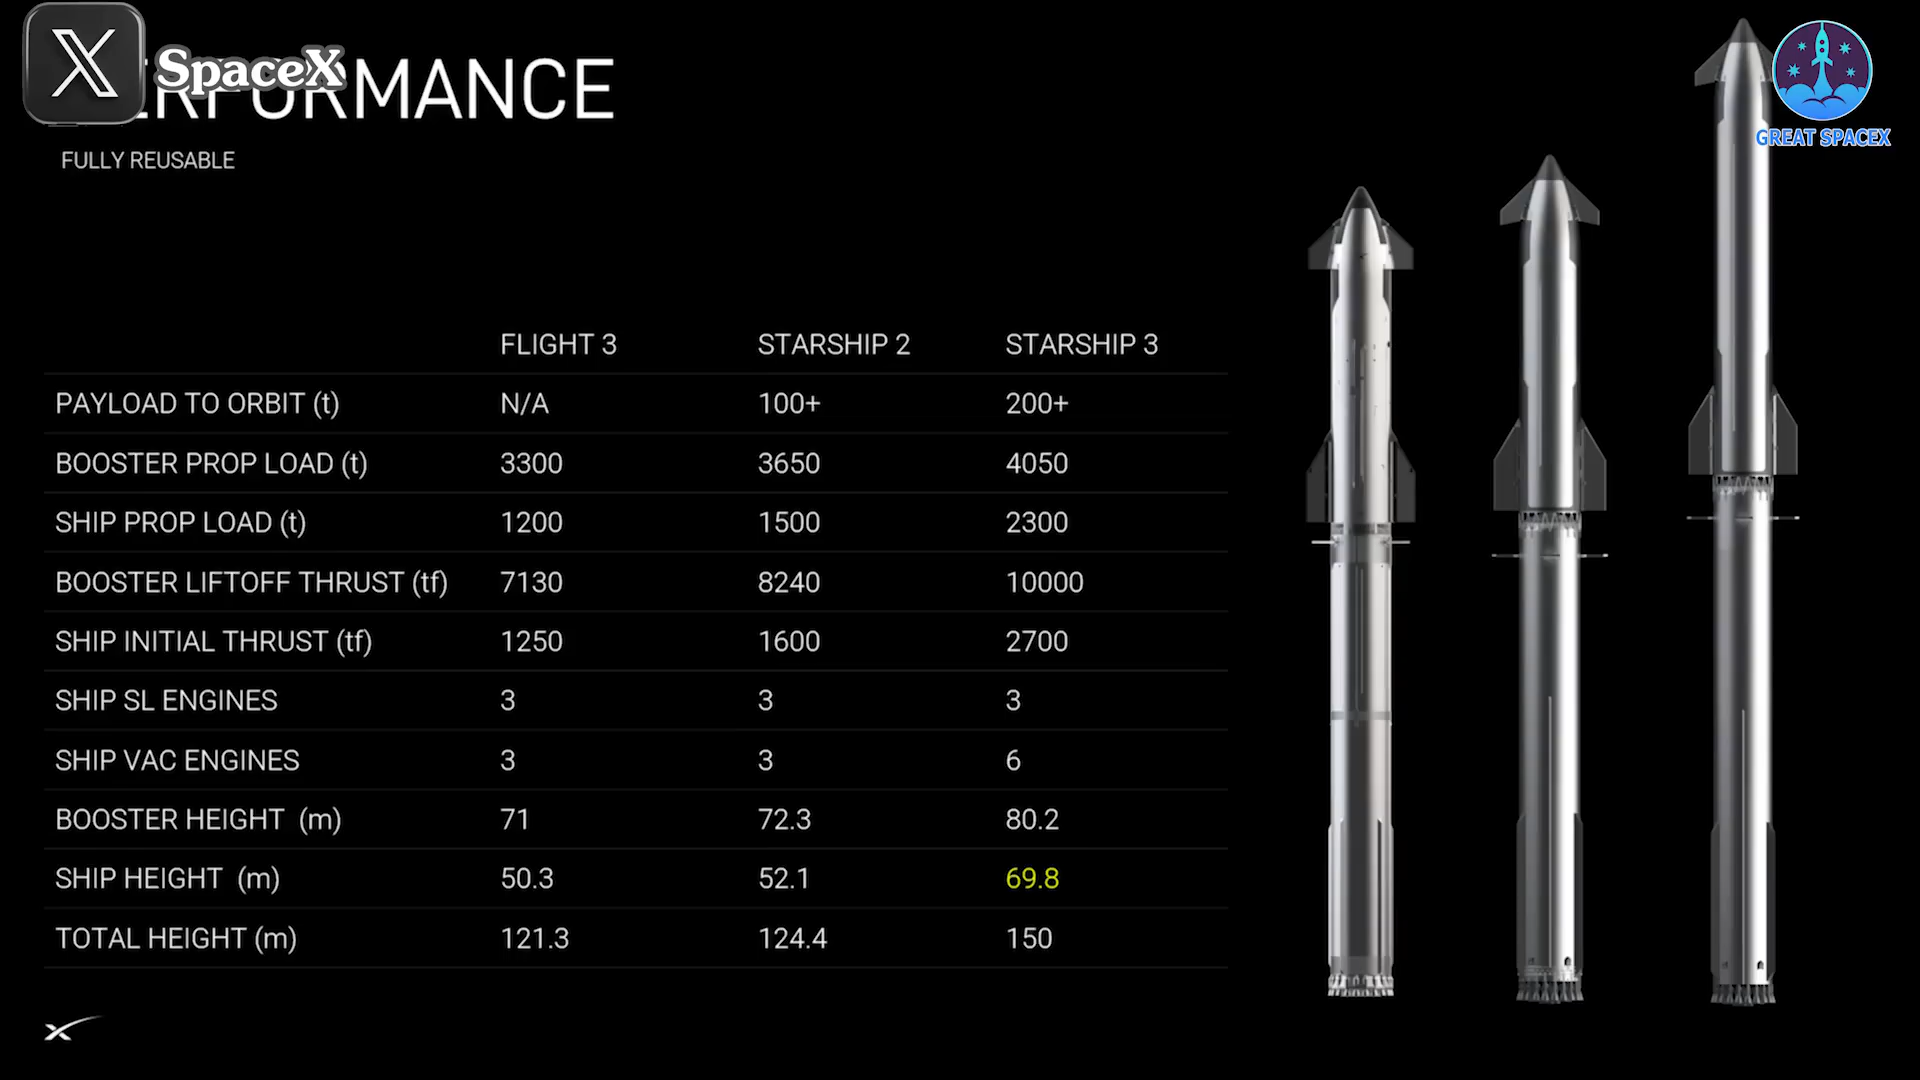 SpaceX
PERFORMANCE
FULLY REUSABLE
GREAT SPACEX
FLIGHT 3 STARSHIP 2 STARSHIP 3
PAYLOAD TO ORBIT (t) N/A 100+ 200+
BOOSTER PROP LOAD (t) 3300 3650 4050
SHIP PROP LOAD (t) 1200 1500 2300
BOOSTER LIFTOFF THRUST (tf) 7130 8240 10000
SHIP INITIAL THRUST (tf) 1250 1600 2700
SHIP SL ENGINES 3 3 3
SHIP VAC ENGINES 3 3 6
BOOSTER HEIGHT (m) 71 72.3 80.2
SHIP HEIGHT (m) 50.3 52.1 69.8
TOTAL HEIGHT (m) 121.3 124.4 150